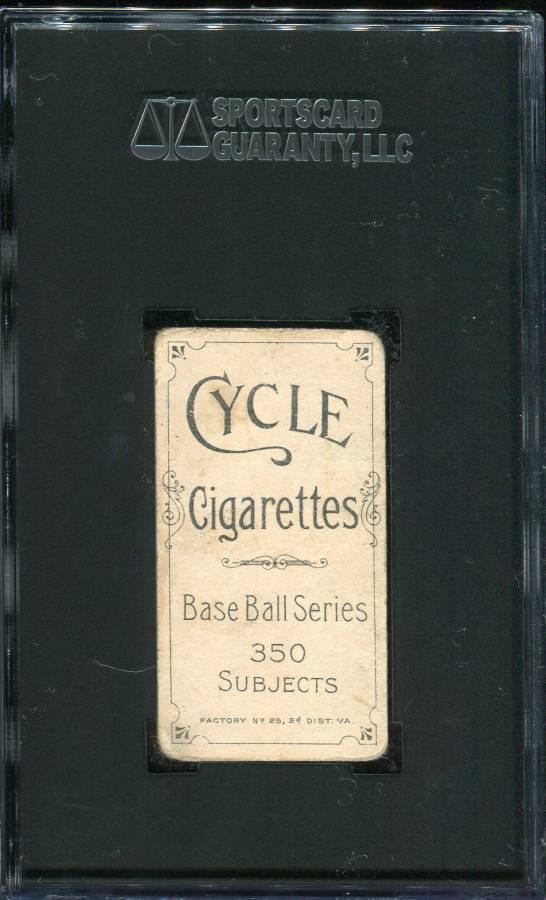 SPORTSCARD
GUARANTY, LLC
CYCLE
Cigarettes
Base Ball Series
350
SUBJECTS
FACTORY Nº 25, 2ᵈ DIST. VA.